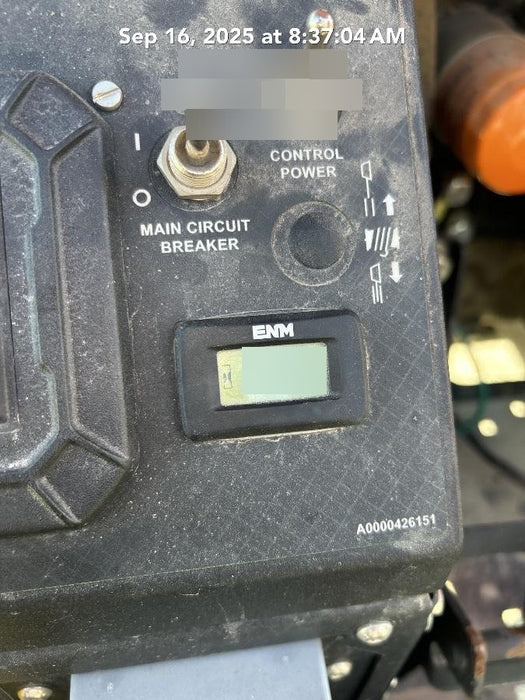 Sep 16, 2025 at 8:37:04 AM
I
O
CONTROL
POWER
MAIN CIRCUIT
BREAKER
ENM
A0000426151